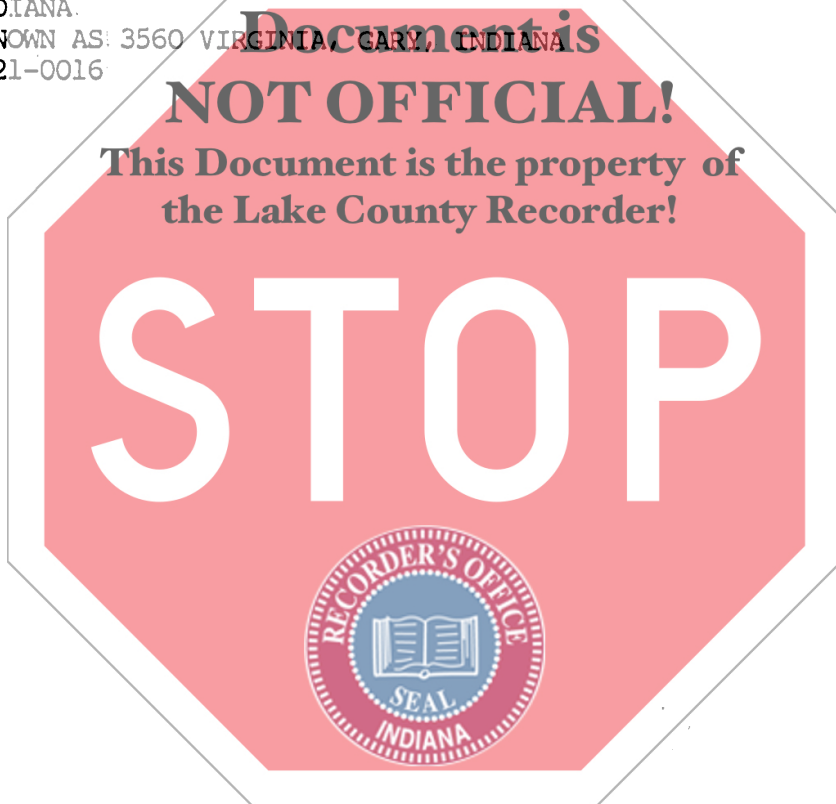 DIANA.
NOWN AS: 3560 VIRGINIA, GARY, INDIANA
21-0016
Document is
NOT OFFICIAL!
This Document is the property of
the Lake County Recorder!
STOP
RECORDER'S OFFICE
SEAL
INDIANA